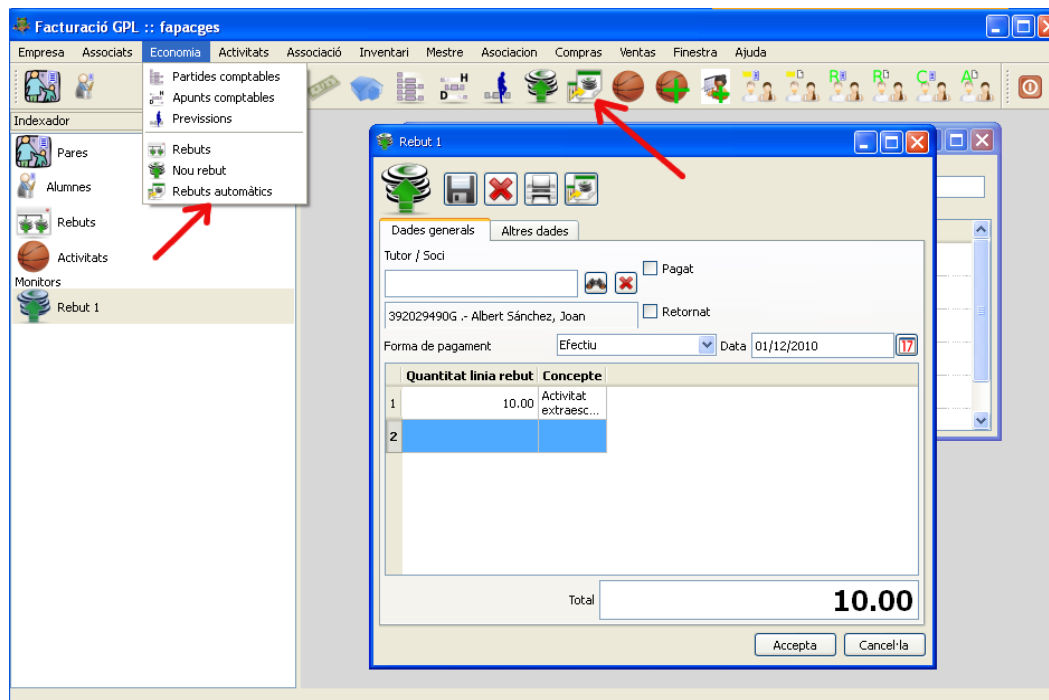 Facturació GPL :: fapacges
Empresa Associats Economia Activitats Associació Inventari Mestre Asociacion Compras Ventas Finestra Ajuda
Partides comptables
Apunts comptables
Previssions
Rebuts
Nou rebut
Rebuts automàtics
H
D
R
R
C
A
D
Indexador
Pares
Alumnes
Rebuts
Activitats
Monitors
Rebut 1
Rebut 1
Dades generals Altres dades
Tutor / Soci
Pagat
392029490G .- Albert Sánchez, Joan
Retornat
Forma de pagament Efectiu Data 01/12/2010 17
Quantitat linia rebut Concepte
1 10.00 Activitat
extraesc...
2
Total 10.00
Accepta Cancel·la